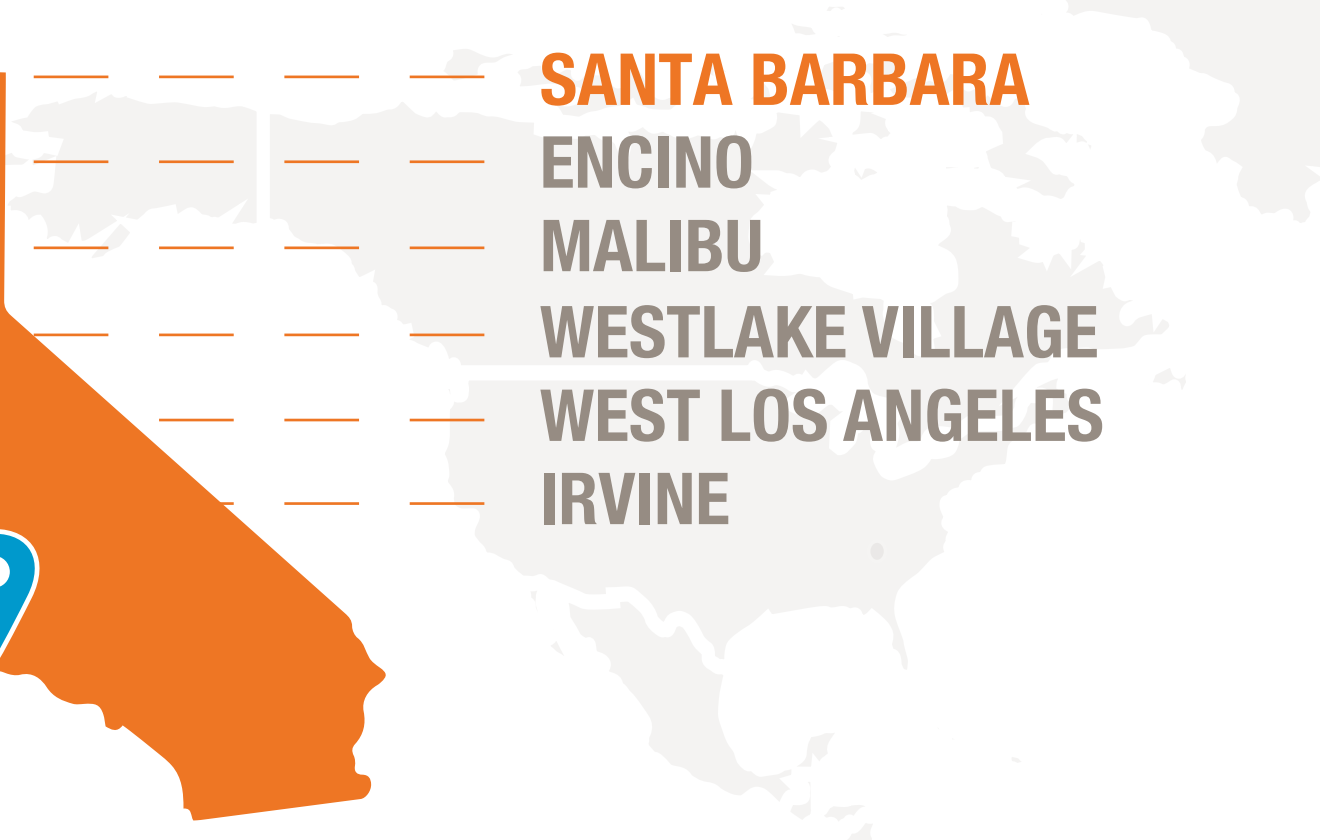 SANTA BARBARA
ENCINO
MALIBU
WESTLAKE VILLAGE
WEST LOS ANGELES
IRVINE